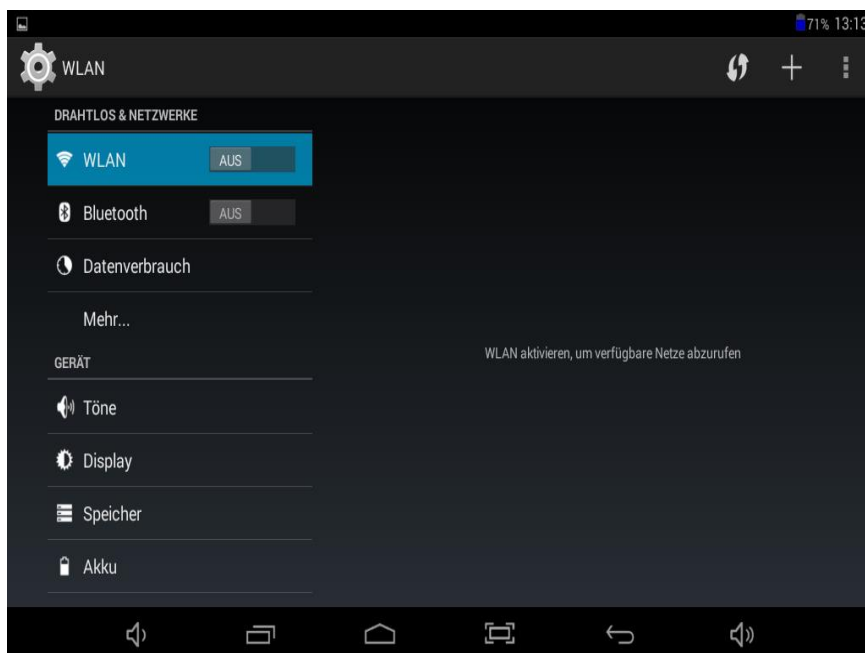 71% 13:13
WLAN
DRAHTLOS & NETZWERKE
WLAN AUS
Bluetooth AUS
Datenverbrauch
Mehr...
GERÄT
Töne
Display
Speicher
Akku
WLAN aktivieren, um verfügbare Netze abzurufen